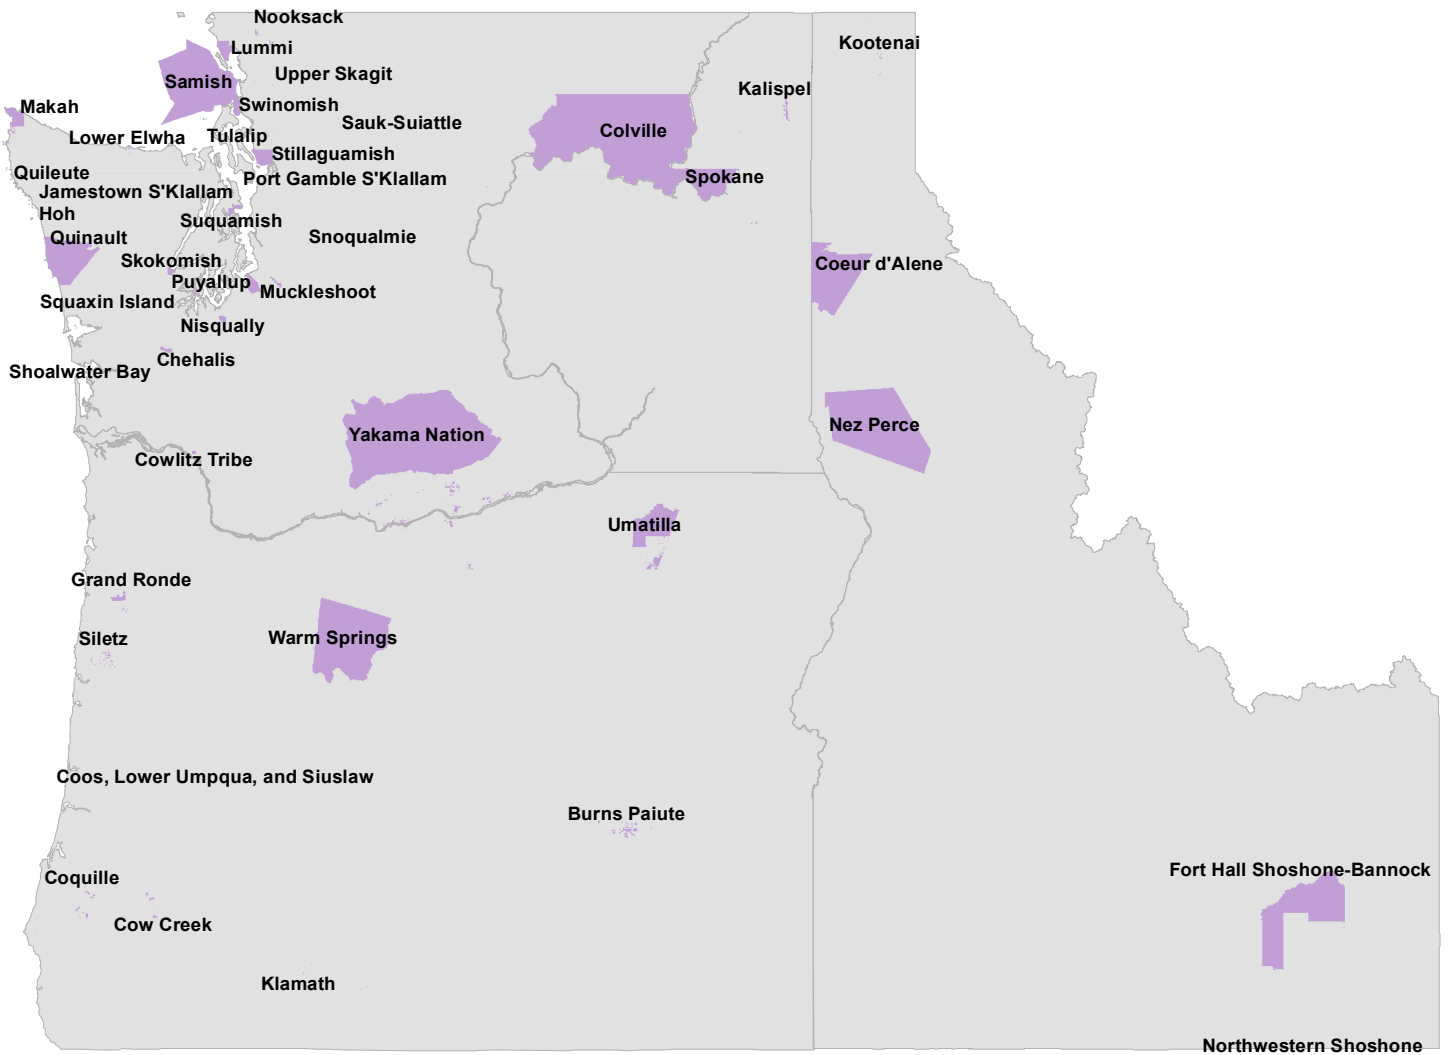 Nooksack
Kootenai
Lummi
Upper Skagit
Samish
Kalispel
Makah
Swinomish
Sauk-Suiattle
Colville
Lower Elwha
Tulalip
Stillaguamish
Quileute
Port Gamble S'Klallam
Spokane
Jamestown S'Klallam
Hoh
Suquamish
Quinault
Snoqualmie
Skokomish
Coeur d'Alene
Puyallup
Muckleshoot
Squaxin Island
Nisqually
Chehalis
Shoalwater Bay
Nez Perce
Yakama Nation
Cowlitz Tribe
Umatilla
Grand Ronde
Siletz
Warm Springs
Coos, Lower Umpqua, and Siuslaw
Burns Paiute
Fort Hall Shoshone-Bannock
Coquille
Cow Creek
Klamath
Northwestern Shoshone